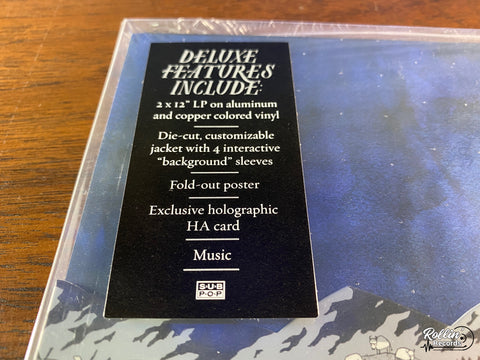 DELUXE
FEATURES
INCLUDE:
2 x 12" LP on aluminum
and copper colored vinyl
Die-cut, customizable
jacket with 4 interactive
"background" sleeves
Fold-out poster
Exclusive holographic
HA card
Music
SUB
POP
Rollin'
Records